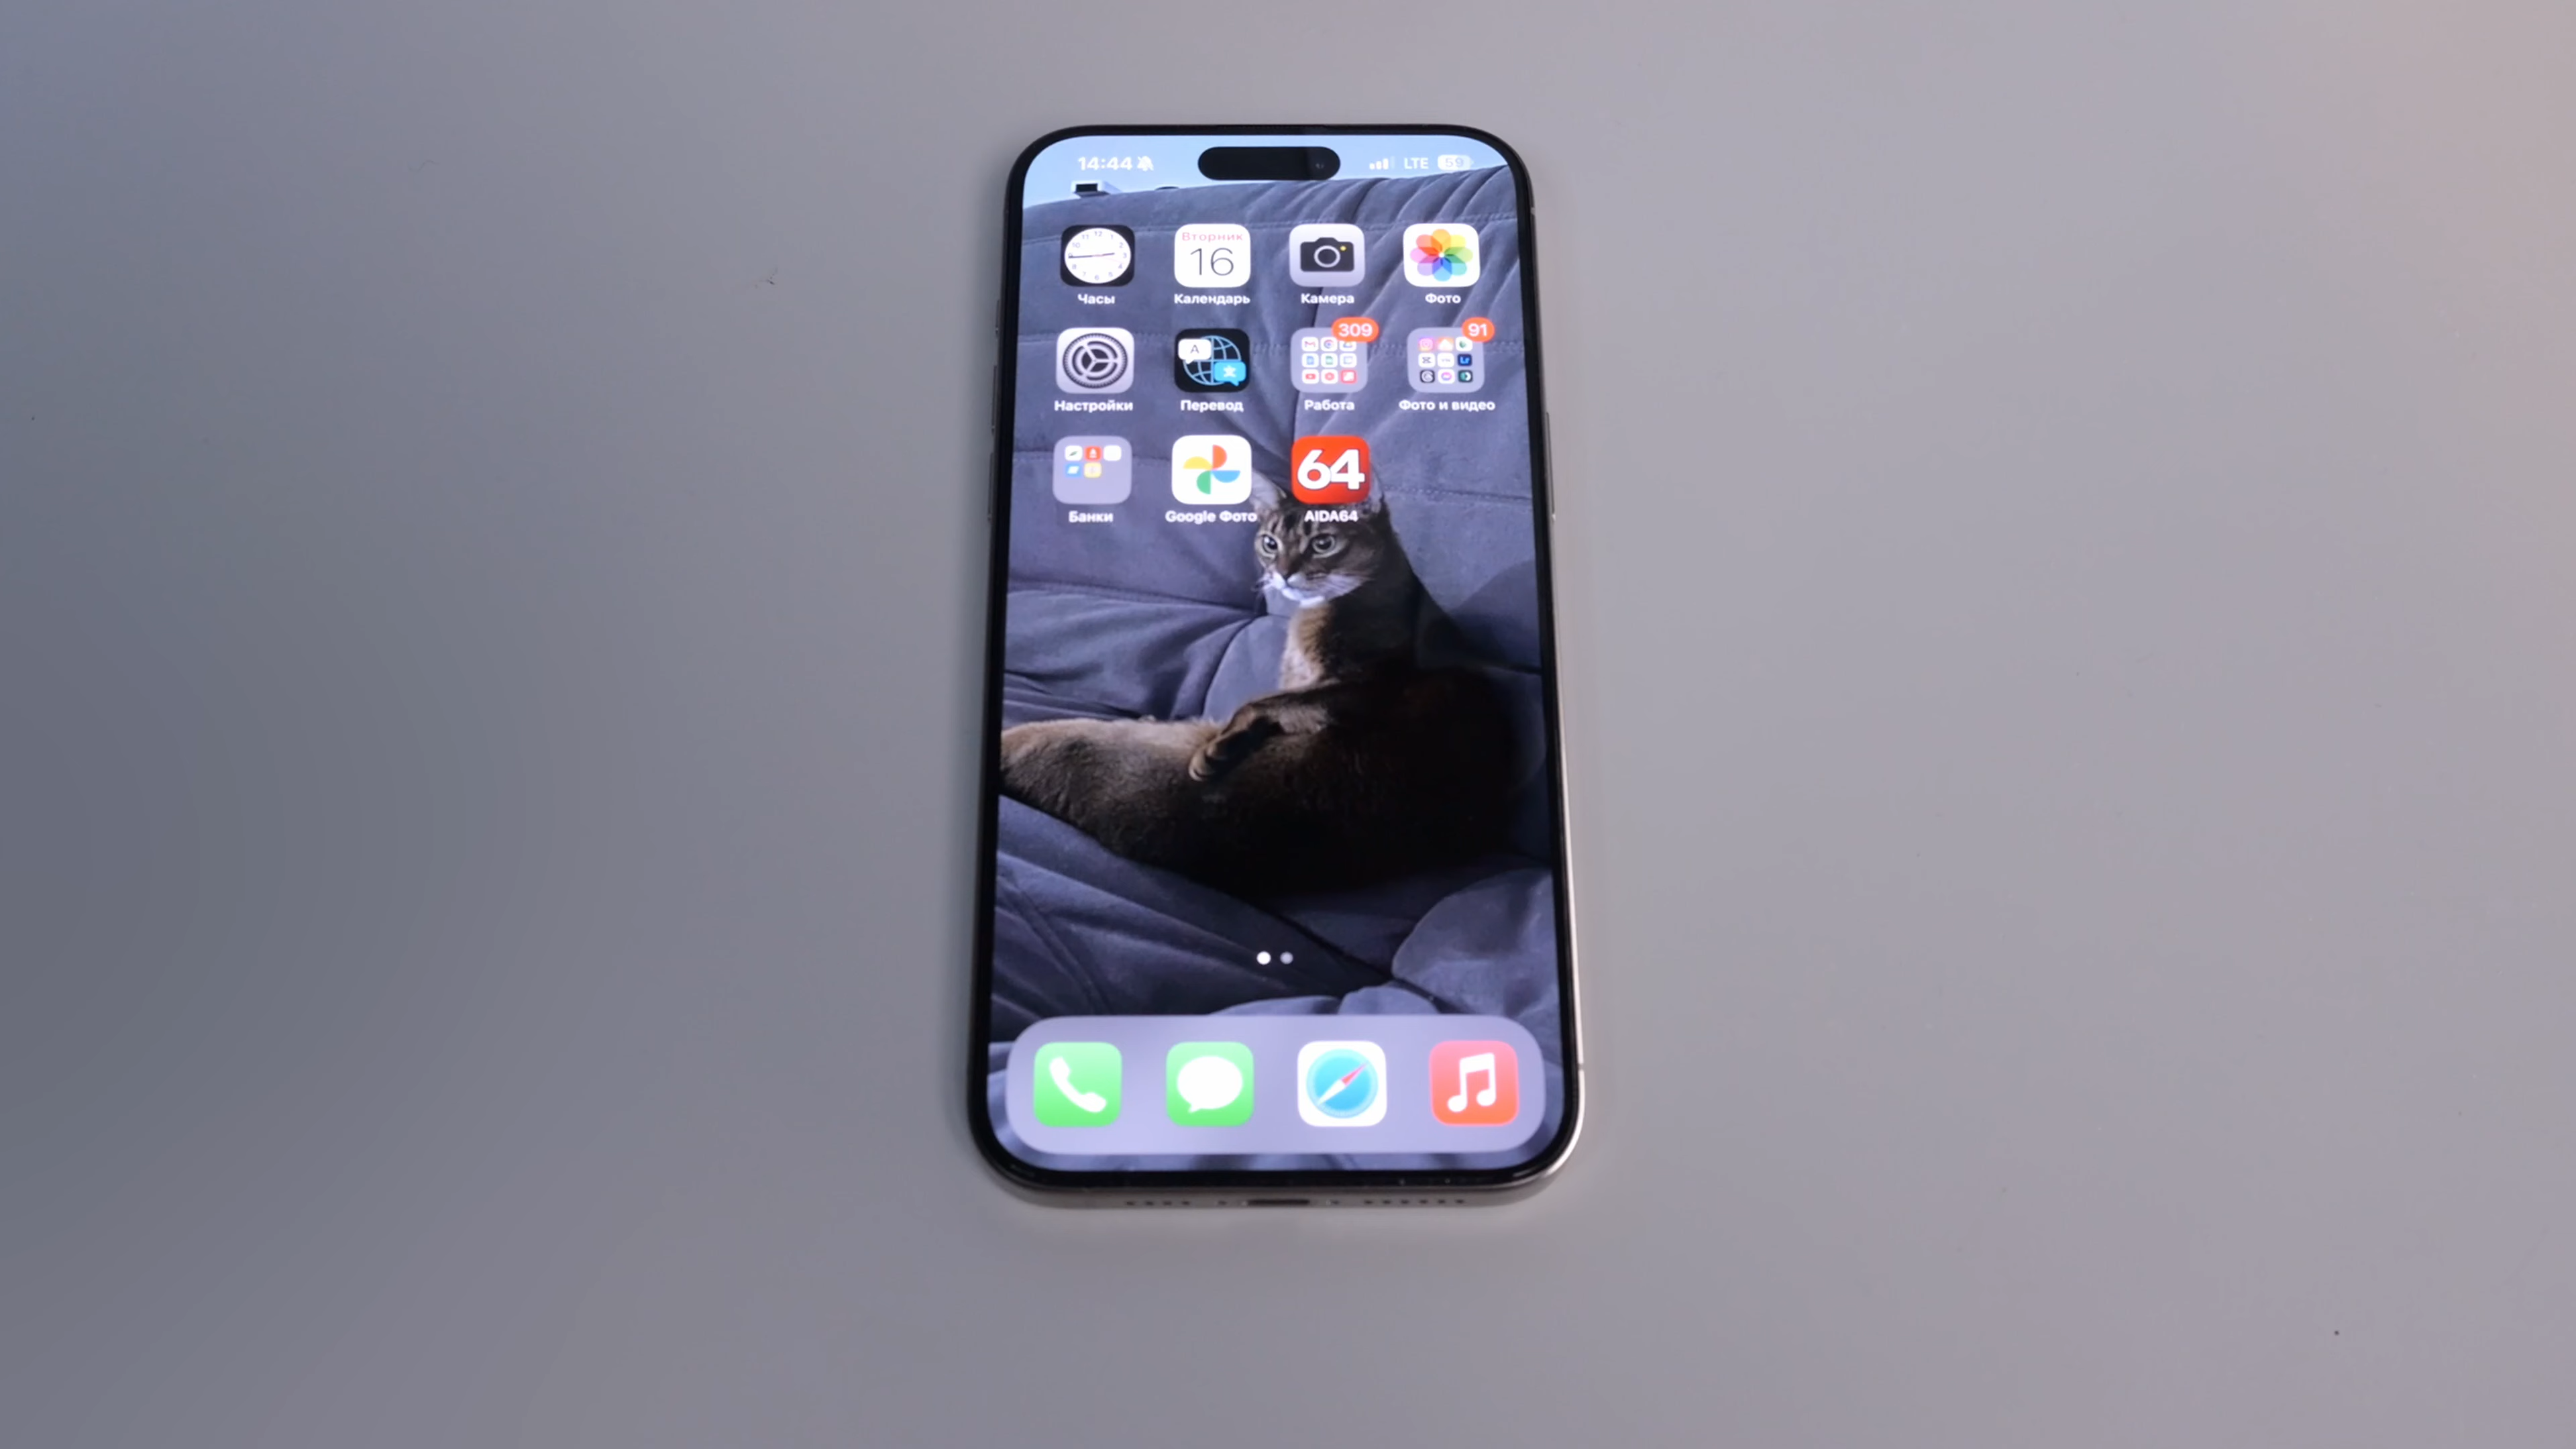 14:44 LTE 59
Вторник
16
Часы Календарь Камера Фото
309 91
A
Настройки Перевод Работа Фото и видео
64
Банки Google Фото AIDA64